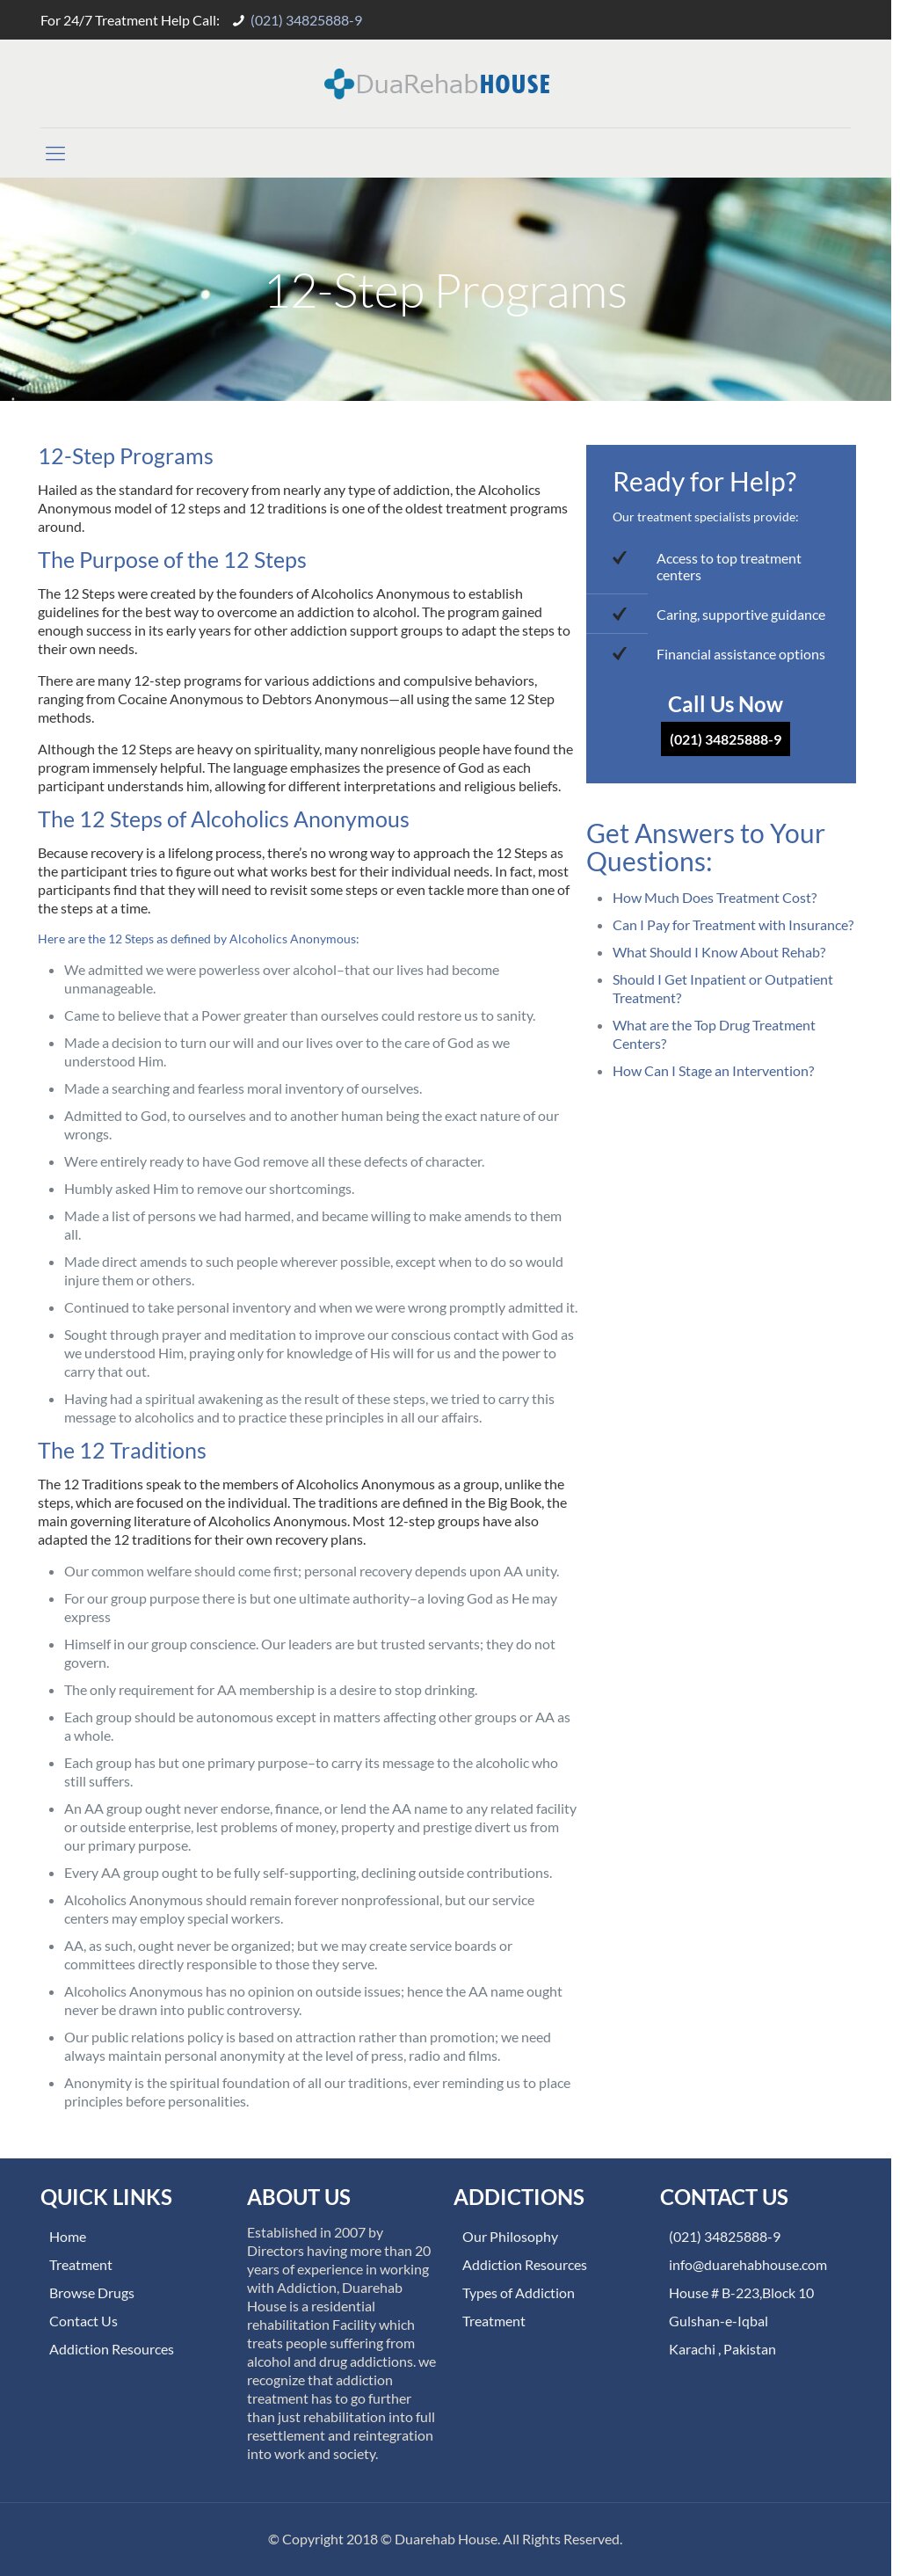 For 24/7 Treatment Help Call: (021) 34825888-9
DuaRehabHOUSE
12-Step Programs
12-Step Programs
Hailed as the standard for recovery from nearly any type of addiction, the Alcoholics
Anonymous model of 12 steps and 12 traditions is one of the oldest treatment programs
around.
The Purpose of the 12 Steps
The 12 Steps were created by the founders of Alcoholics Anonymous to establish
guidelines for the best way to overcome an addiction to alcohol. The program gained
enough success in its early years for other addiction support groups to adapt the steps to
their own needs.
There are many 12-step programs for various addictions and compulsive behaviors,
ranging from Cocaine Anonymous to Debtors Anonymous—all using the same 12 Step
methods.
Although the 12 Steps are heavy on spirituality, many nonreligious people have found the
program immensely helpful. The language emphasizes the presence of God as each
participant understands him, allowing for different interpretations and religious beliefs.
The 12 Steps of Alcoholics Anonymous
Because recovery is a lifelong process, there’s no wrong way to approach the 12 Steps as
the participant tries to figure out what works best for their individual needs. In fact, most
participants find that they will need to revisit some steps or even tackle more than one of
the steps at a time.
Here are the 12 Steps as defined by Alcoholics Anonymous:
We admitted we were powerless over alcohol–that our lives had become
unmanageable.
Came to believe that a Power greater than ourselves could restore us to sanity.
Made a decision to turn our will and our lives over to the care of God as we
understood Him.
Made a searching and fearless moral inventory of ourselves.
Admitted to God, to ourselves and to another human being the exact nature of our
wrongs.
Were entirely ready to have God remove all these defects of character.
Humbly asked Him to remove our shortcomings.
Made a list of persons we had harmed, and became willing to make amends to them
all.
Made direct amends to such people wherever possible, except when to do so would
injure them or others.
Continued to take personal inventory and when we were wrong promptly admitted it.
Sought through prayer and meditation to improve our conscious contact with God as
we understood Him, praying only for knowledge of His will for us and the power to
carry that out.
Having had a spiritual awakening as the result of these steps, we tried to carry this
message to alcoholics and to practice these principles in all our affairs.
The 12 Traditions
The 12 Traditions speak to the members of Alcoholics Anonymous as a group, unlike the
steps, which are focused on the individual. The traditions are defined in the Big Book, the
main governing literature of Alcoholics Anonymous. Most 12-step groups have also
adapted the 12 traditions for their own recovery plans.
Our common welfare should come first; personal recovery depends upon AA unity.
For our group purpose there is but one ultimate authority–a loving God as He may
express
Himself in our group conscience. Our leaders are but trusted servants; they do not
govern.
The only requirement for AA membership is a desire to stop drinking.
Each group should be autonomous except in matters affecting other groups or AA as
a whole.
Each group has but one primary purpose–to carry its message to the alcoholic who
still suffers.
An AA group ought never endorse, finance, or lend the AA name to any related facility
or outside enterprise, lest problems of money, property and prestige divert us from
our primary purpose.
Every AA group ought to be fully self-supporting, declining outside contributions.
Alcoholics Anonymous should remain forever nonprofessional, but our service
centers may employ special workers.
AA, as such, ought never be organized; but we may create service boards or
committees directly responsible to those they serve.
Alcoholics Anonymous has no opinion on outside issues; hence the AA name ought
never be drawn into public controversy.
Our public relations policy is based on attraction rather than promotion; we need
always maintain personal anonymity at the level of press, radio and films.
Anonymity is the spiritual foundation of all our traditions, ever reminding us to place
principles before personalities.
Ready for Help?
Our treatment specialists provide:
Access to top treatment
centers
Caring, supportive guidance
Financial assistance options
Call Us Now
(021) 34825888-9
Get Answers to Your
Questions:
How Much Does Treatment Cost?
Can I Pay for Treatment with Insurance?
What Should I Know About Rehab?
Should I Get Inpatient or Outpatient
Treatment?
What are the Top Drug Treatment
Centers?
How Can I Stage an Intervention?
QUICK LINKS
Home
Treatment
Browse Drugs
Contact Us
Addiction Resources
ABOUT US
Established in 2007 by
Directors having more than 20
years of experience in working
with Addiction, Duarehab
House is a residential
rehabilitation Facility which
treats people suffering from
alcohol and drug addictions. we
recognize that addiction
treatment has to go further
than just rehabilitation into full
resettlement and reintegration
into work and society.
ADDICTIONS
Our Philosophy
Addiction Resources
Types of Addiction
Treatment
CONTACT US
(021) 34825888-9
info@duarehabhouse.com
House # B-223,Block 10
Gulshan-e-Iqbal
Karachi , Pakistan
© Copyright 2018 © Duarehab House. All Rights Reserved.